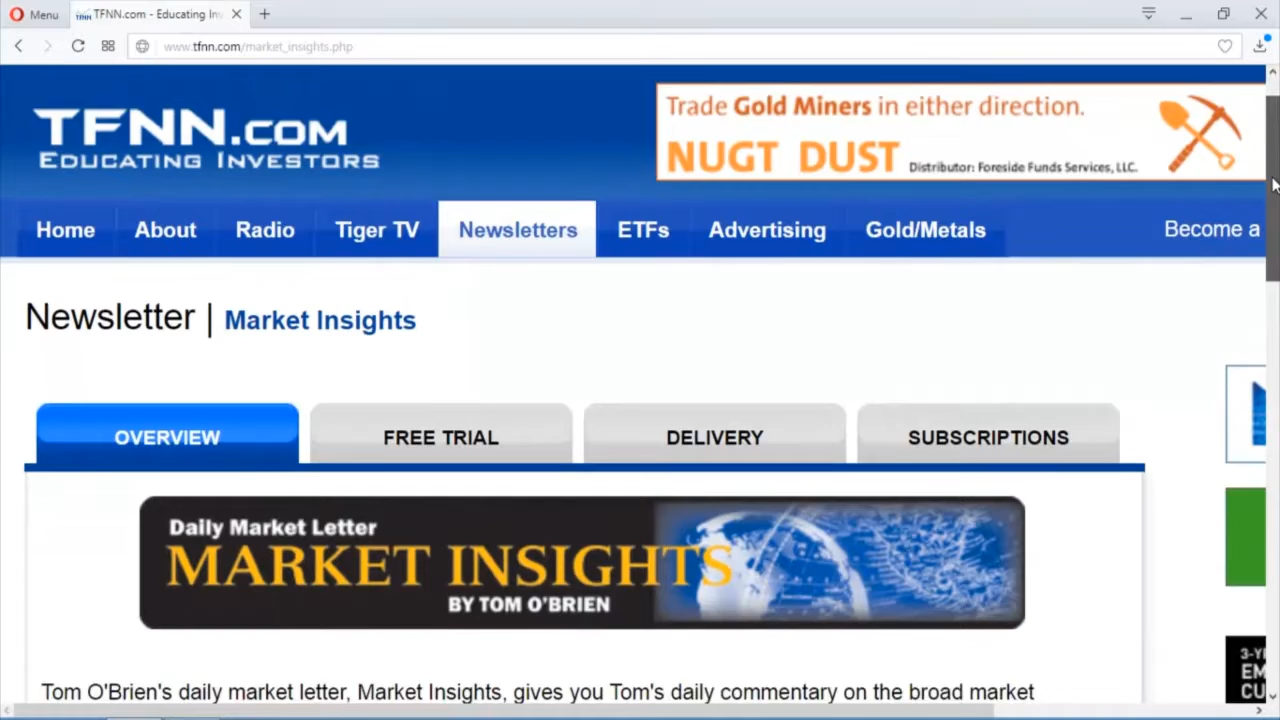 Menu
TFNN.com - Educating In
www.tfnn.com/market_insights.php
TFNN.COM
EDUCATING INVESTORS
Trade Gold Miners in either direction.
NUGT DUST Distributor: Foreside Funds Services, LLC.
Home About Radio Tiger TV Newsletters ETFs Advertising Gold/Metals Become a
Newsletter | Market Insights
OVERVIEW FREE TRIAL DELIVERY SUBSCRIPTIONS
Daily Market Letter
MARKET INSIGHTS
BY TOM O'BRIEN
3-Y
EM
CU
Tom O'Brien's daily market letter, Market Insights, gives you Tom's daily commentary on the broad market